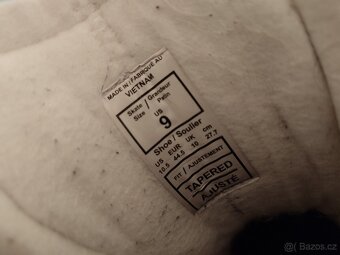 MADE IN / FABRIQUÉ AU
VIETNAM
Skate / Grandeur
Size / Patin
US
9
Shoe / Soulier
US EUR UK cm
10.5 44.5 10 27.7
FIT / AJUSTEMENT
TAPERED
AJUSTÉ
Bazos.cz